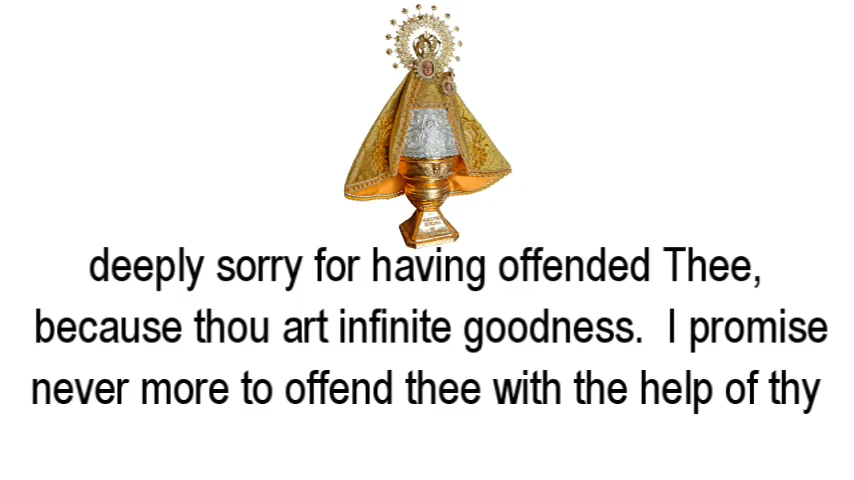 deeply sorry for having offended Thee,
because thou art infinite goodness. I promise
never more to offend thee with the help of thy